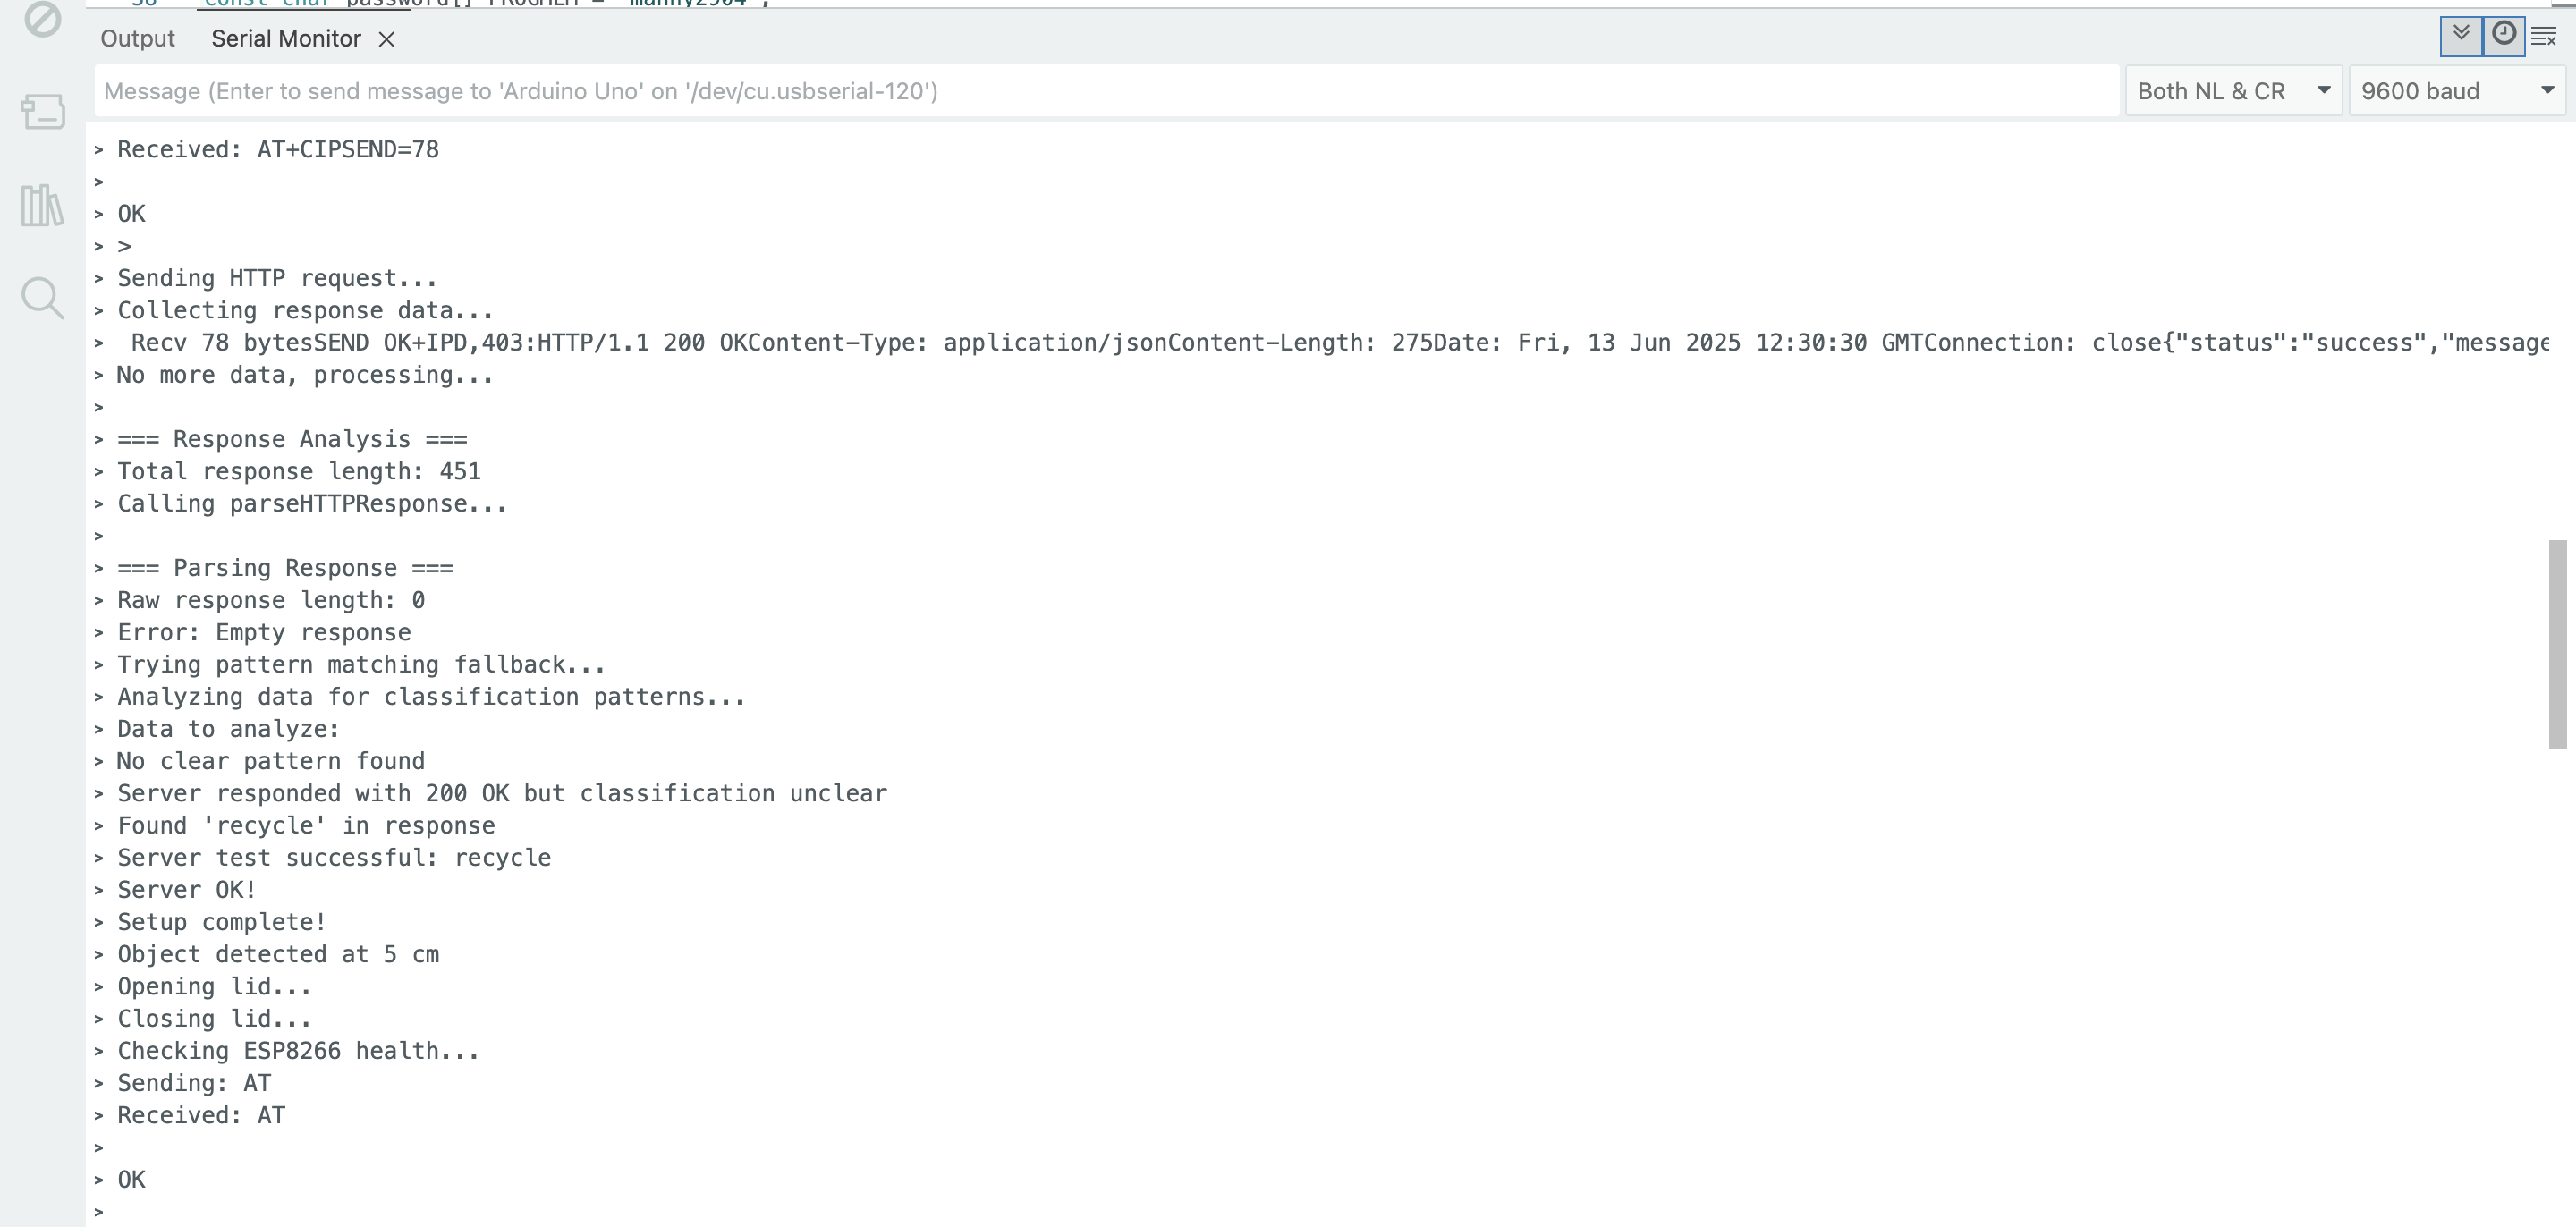 Output Serial Monitor
Message (Enter to send message to 'Arduino Uno' on '/dev/cu.usbserial-120')
Both NL & CR
9600 baud
> Received: AT+CIPSEND=78
>
> OK
> >
> Sending HTTP request...
> Collecting response data...
>  Recv 78 bytesSEND OK+IPD,403:HTTP/1.1 200 OKContent-Type: application/jsonContent-Length: 275Date: Fri, 13 Jun 2025 12:30:30 GMTConnection: close{"status":"success","message
> No more data, processing...
>
> === Response Analysis ===
> Total response length: 451
> Calling parseHTTPResponse...
>
> === Parsing Response ===
> Raw response length: 0
> Error: Empty response
> Trying pattern matching fallback...
> Analyzing data for classification patterns...
> Data to analyze:
> No clear pattern found
> Server responded with 200 OK but classification unclear
> Found 'recycle' in response
> Server test successful: recycle
> Server OK!
> Setup complete!
> Object detected at 5 cm
> Opening lid...
> Closing lid...
> Checking ESP8266 health...
> Sending: AT
> Received: AT
>
> OK
>